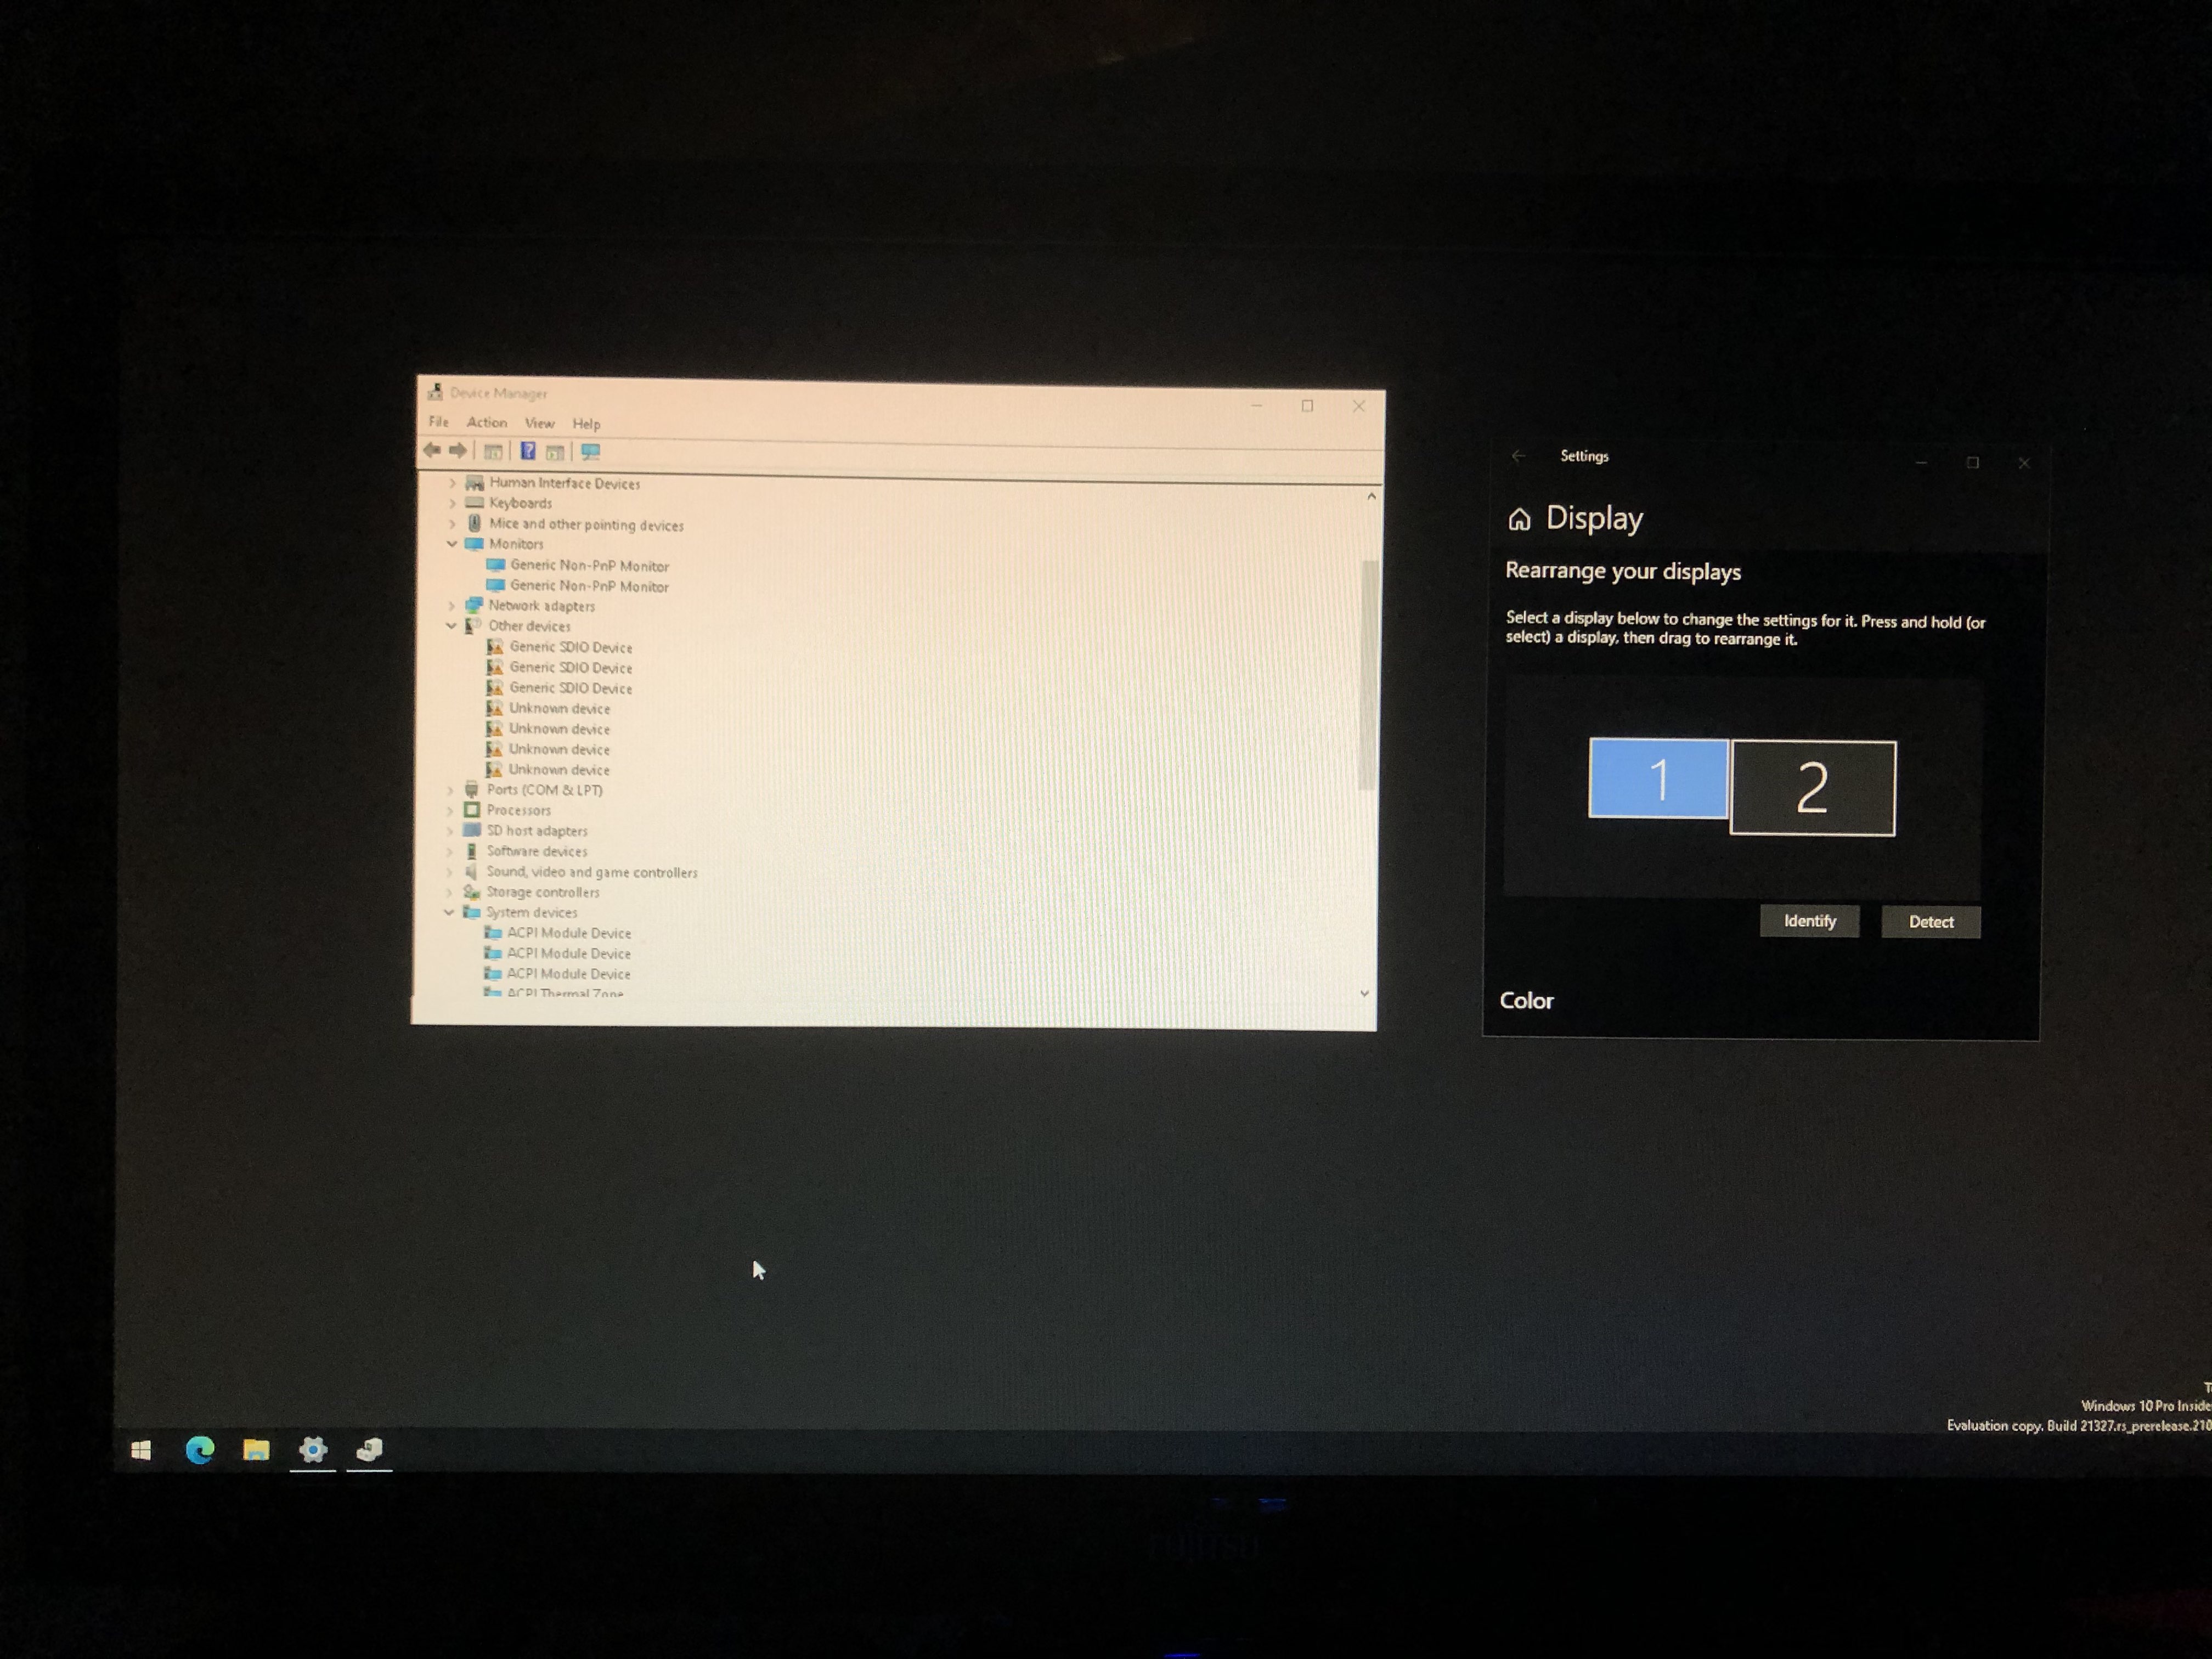 Device Manager
File Action View Help
Human Interface Devices
Keyboards
Mice and other pointing devices
Monitors
Generic Non-PnP Monitor
Generic Non-PnP Monitor
Network adapters
Other devices
Generic SDIO Device
Generic SDIO Device
Generic SDIO Device
Unknown device
Unknown device
Unknown device
Unknown device
Ports (COM & LPT)
Processors
SD host adapters
Software devices
Sound, video and game controllers
Storage controllers
System devices
ACPI Module Device
ACPI Module Device
ACPI Module Device
ACPI Thermal Zone
Settings
Display
Rearrange your displays
Select a display below to change the settings for it. Press and hold (or
select) a display, then drag to rearrange it.
1 2
Identify Detect
Color
T
Windows 10 Pro Inside
Evaluation copy. Build 21327.rs_prerelease.210
FUJITSU